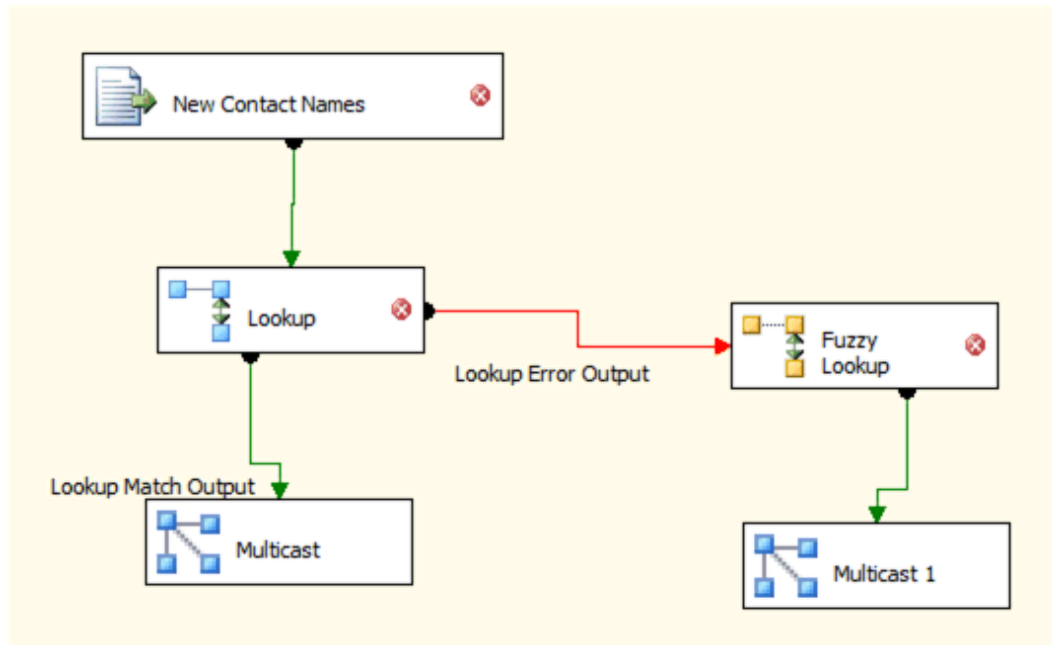 New Contact Names
Lookup
Lookup Error Output
Fuzzy
Lookup
Lookup Match Output
Multicast
Multicast 1